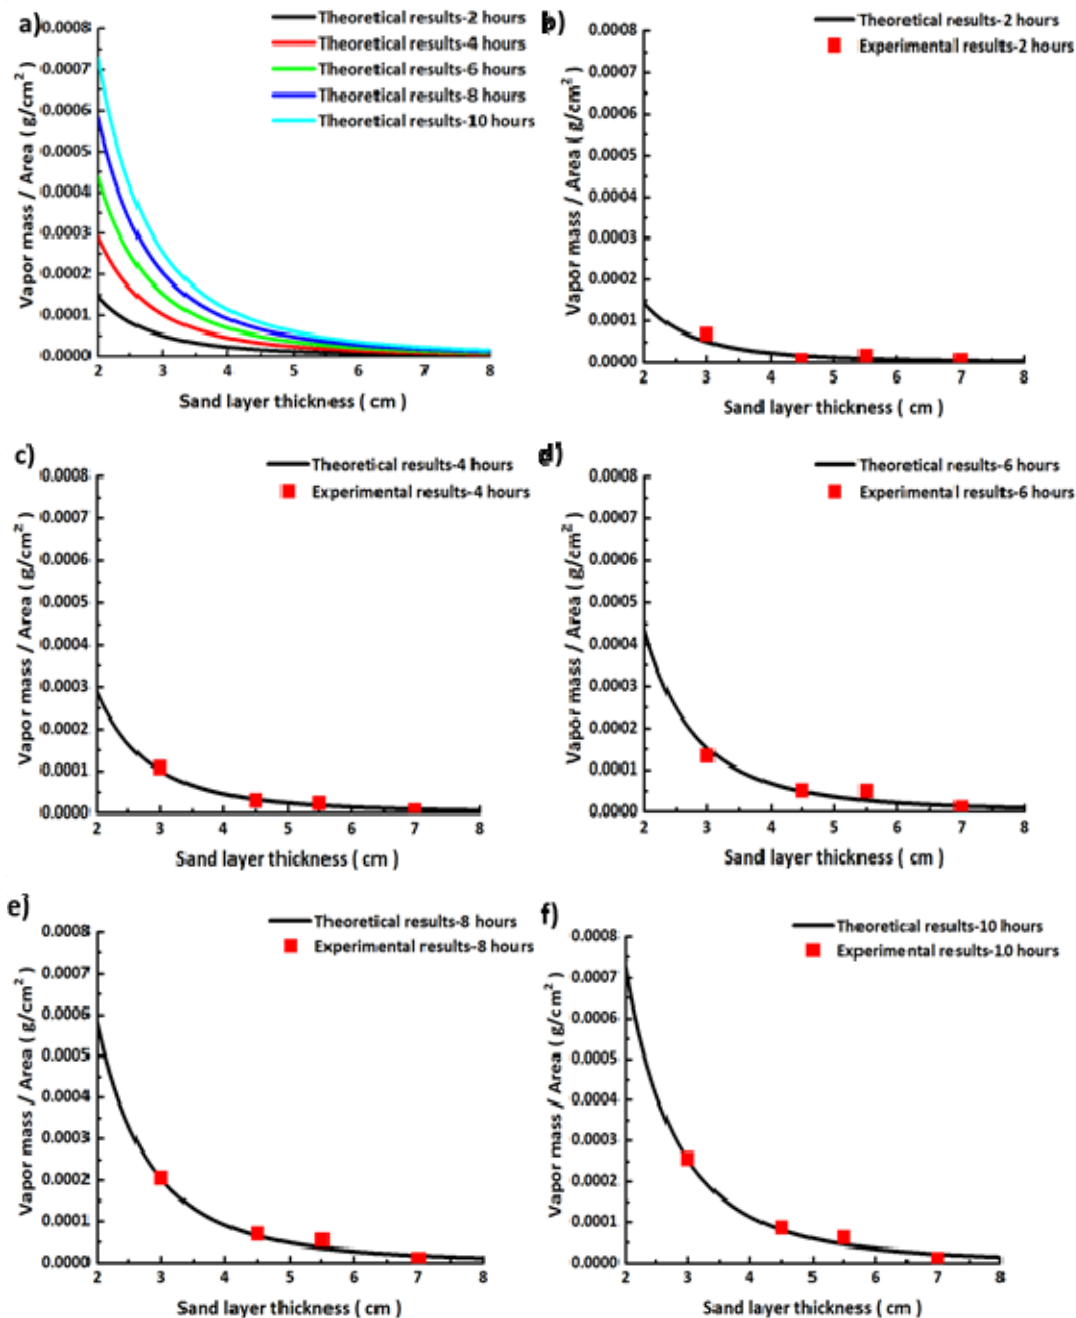 a)
Theoretical results-2 hours
Theoretical results-4 hours
Theoretical results-6 hours
Theoretical results-8 hours
Theoretical results-10 hours
Vapor mass / Area ( g/cm²)
0.0008
0.0007
0.0006
0.0005
0.0004
0.0003
0.0002
0.0001
0.0000
2 3 4 5 6 7 8
Sand layer thickness ( cm )
b)
Theoretical results-2 hours
Experimental results-2 hours
Vapor mass / Area ( g/cm²)
0.0008
0.0007
0.0006
0.0005
0.0004
0.0003
0.0002
0.0001
0.0000
2 3 4 5 6 7 8
Sand layer thickness ( cm )
c)
Theoretical results-4 hours
Experimental results-4 hours
Vapor mass / Area ( g/cm²)
0.0008
0.0007
0.0006
0.0005
0.0004
0.0003
0.0002
0.0001
0.0000
2 3 4 5 6 7 8
Sand layer thickness ( cm )
d)
Theoretical results-6 hours
Experimental results-6 hours
Vapor mass / Area ( g/cm²)
0.0008
0.0007
0.0006
0.0005
0.0004
0.0003
0.0002
0.0001
0.0000
2 3 4 5 6 7 8
Sand layer thickness ( cm )
e)
Theoretical results-8 hours
Experimental results-8 hours
Vapor mass / Area ( g/cm²)
0.0008
0.0007
0.0006
0.0005
0.0004
0.0003
0.0002
0.0001
0.0000
2 3 4 5 6 7 8
Sand layer thickness ( cm )
f)
Theoretical results-10 hours
Experimental results-10 hours
Vapor mass / Area ( g/cm²)
0.0008
0.0007
0.0006
0.0005
0.0004
0.0003
0.0002
0.0001
0.0000
2 3 4 5 6 7 8
Sand layer thickness ( cm )